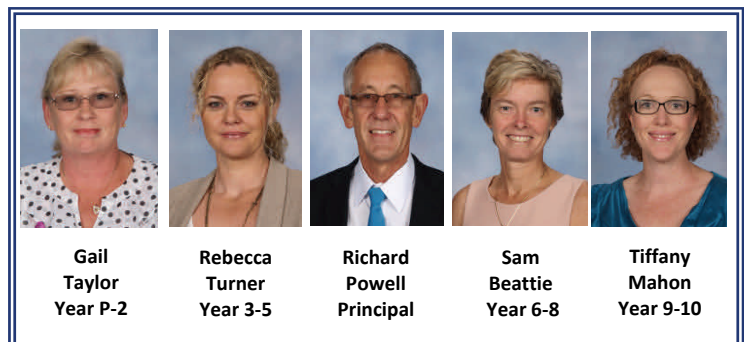 Gail
Taylor
Year P-2
Rebecca
Turner
Year 3-5
Richard
Powell
Principal
Sam
Beattie
Year 6-8
Tiffany
Mahon
Year 9-10